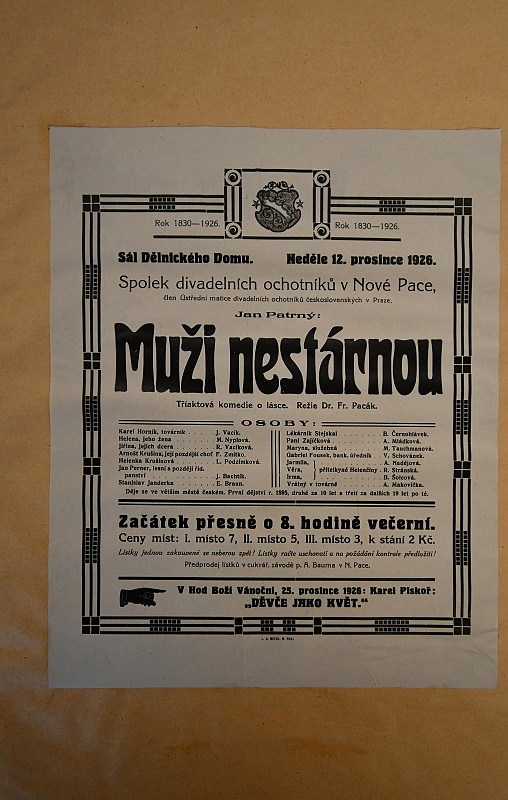 Rok 1830—1926.
Rok 1830—1926.
Sál Dělnického Domu. Neděle 12. prosince 1926.
Spolek divadelních ochotníků v Nové Pace,
člen Ústřední matice divadelních ochotníků československých v Praze.
Jan Patrný:
Muži nestárnou
Tříaktová komedie o lásce. Režie Dr. Fr. Pacák.
OSOBY:
Karel Horník, továrník . . . . J. Vacík.
Helena, jeho žena . . . . . M. Nyplová.
Jiřina, jejich dcera . . . . . R. Vacíková.
Arnošt Krušina, její pozdější choť F. Zmítko.
Helenka Krušinová . . . . L. Podzimková.
Jan Perner, lesní a později říd.
panství . . . . . . . . J. Bachtík.
Stanislav Janderka . . . . E. Braun.
Lékárník Stejskal . . . . . B. Černohlávek.
Paní Zajíčková . . . . . A. Mládková.
Maryna, služebná . . . . M. Tauchmanová.
Gabriel Fousek, bank. úředník . V. Schovánek.
Jarmila, A. Hadějová.
Věra, přítelkyně Helenčiny R. Stránská.
Irma, B. Šolcová.
Vrátný v továrně . . . . A. Makovička.
Děje se ve větším městě českém. První dějství r. 1895, druhé za 10 let a třetí za dalších 19 let po té.
Začátek přesně o 8. hodině večerní.
Ceny míst: I. místo 7, II. místo 5, III. místo 3, k stání 2 Kč.
Lístky jednou zakoupené se neberou zpět! Lístky račte uschovati a na požádání kontrole předložiti!
Předprodej lístků v cukrář. závodě p. A. Bauma v N. Pace.
V Hod Boží Vánoční, 25. prosince 1926: Karel Piskoř:
„DĚVČE JAKO KVĚT."